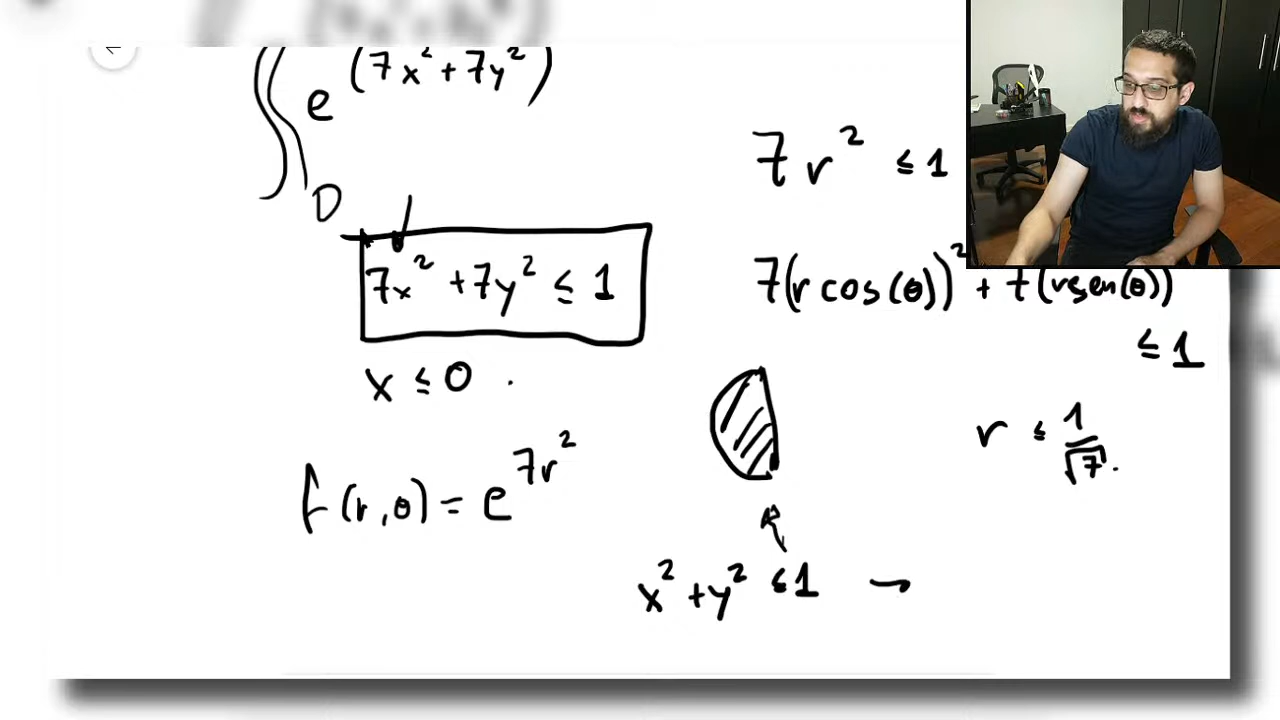 ∬_D e^(7x²+7y²)
7x² + 7y² ≤ 1
x ≤ 0 .
f(r,θ) = e^7r²
7r² ≤ 1
7(r cos(θ))² + 7(r sen(θ))
≤ 1
r ≤ 1/√7 .
x² + y² ≤ 1 →